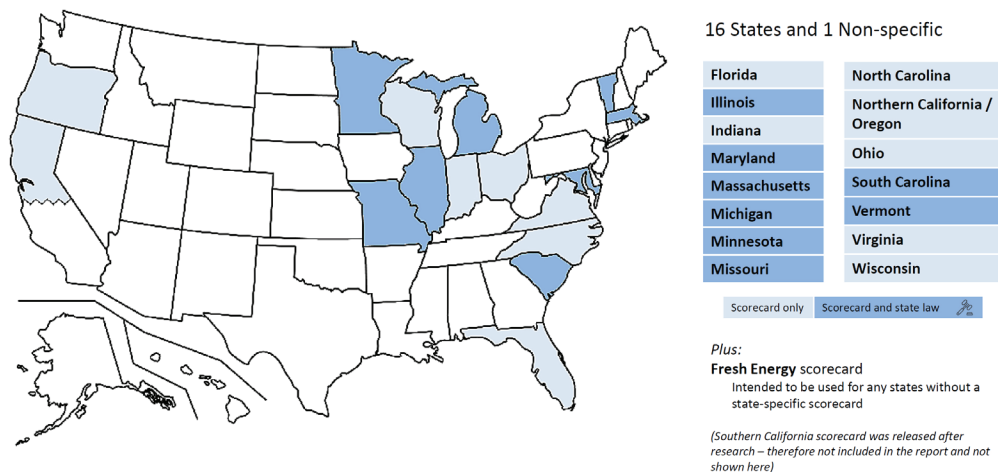 16 States and 1 Non-specific
Florida
Illinois
Indiana
Maryland
Massachusetts
Michigan
Minnesota
Missouri
North Carolina
Northern California /
Oregon
Ohio
South Carolina
Vermont
Virginia
Wisconsin
Scorecard only
Scorecard and state law
Plus:
Fresh Energy scorecard
Intended to be used for any states without a
state-specific scorecard
(Southern California scorecard was released after
research – therefore not included in the report and not
shown here)